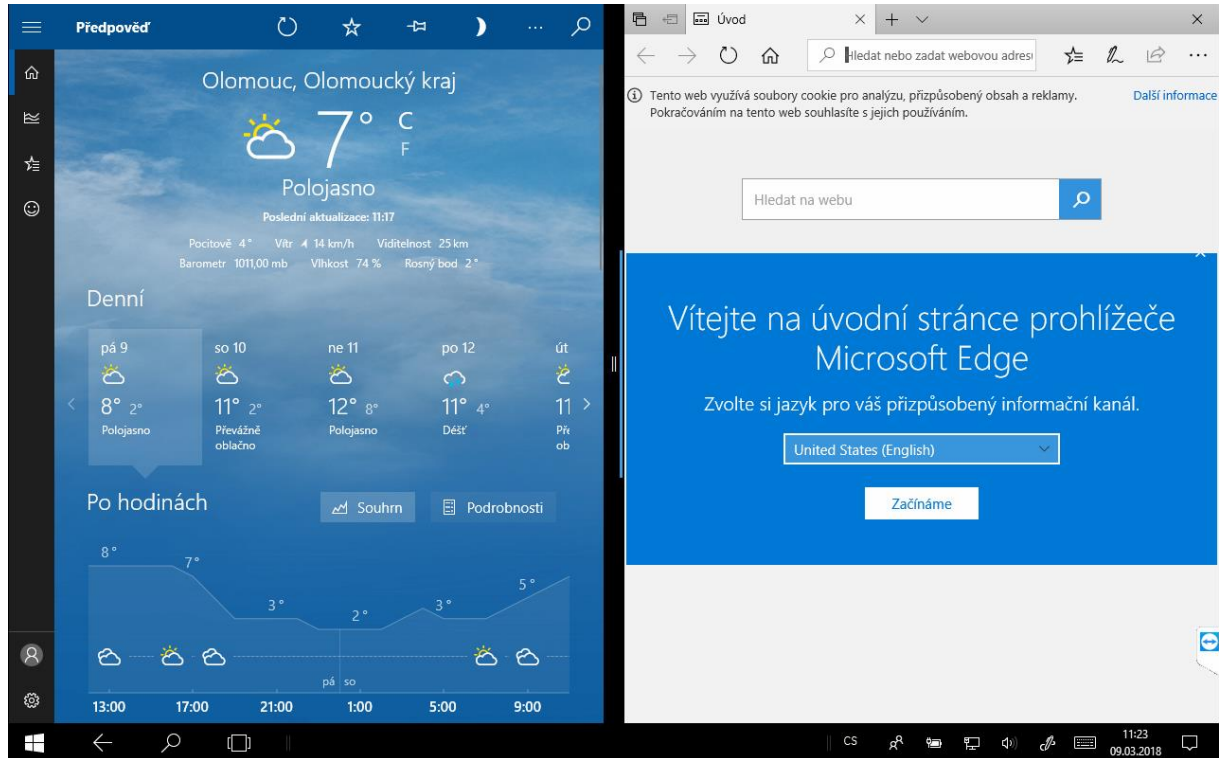 Předpověď
Olomouc, Olomoucký kraj
7° C
F
Polojasno
Poslední aktualizace: 11:17
Pocitově 4° Vítr 14 km/h Viditelnost 25 km
Barometr 1011,00 mb Vlhkost 74 % Rosný bod 2°
Denní
pá 9 so 10 ne 11 po 12 út
8° 2° 11° 2° 12° 8° 11° 4° 11
Polojasno Převážně oblačno Polojasno Déšť Pře ob
Po hodinách Souhrn Podrobnosti
8° 7° 3° 2° 3° 5°
pá so
13:00 17:00 21:00 1:00 5:00 9:00
Úvod
Hledat nebo zadat webovou adresu
Tento web využívá soubory cookie pro analýzu, přizpůsobený obsah a reklamy. Další informace
Pokračováním na tento web souhlasíte s jejich používáním.
Hledat na webu
Vítejte na úvodní stránce prohlížeče
Microsoft Edge
Zvolte si jazyk pro váš přizpůsobený informační kanál.
United States (English)
Začínáme
CS
11:23
09.03.2018